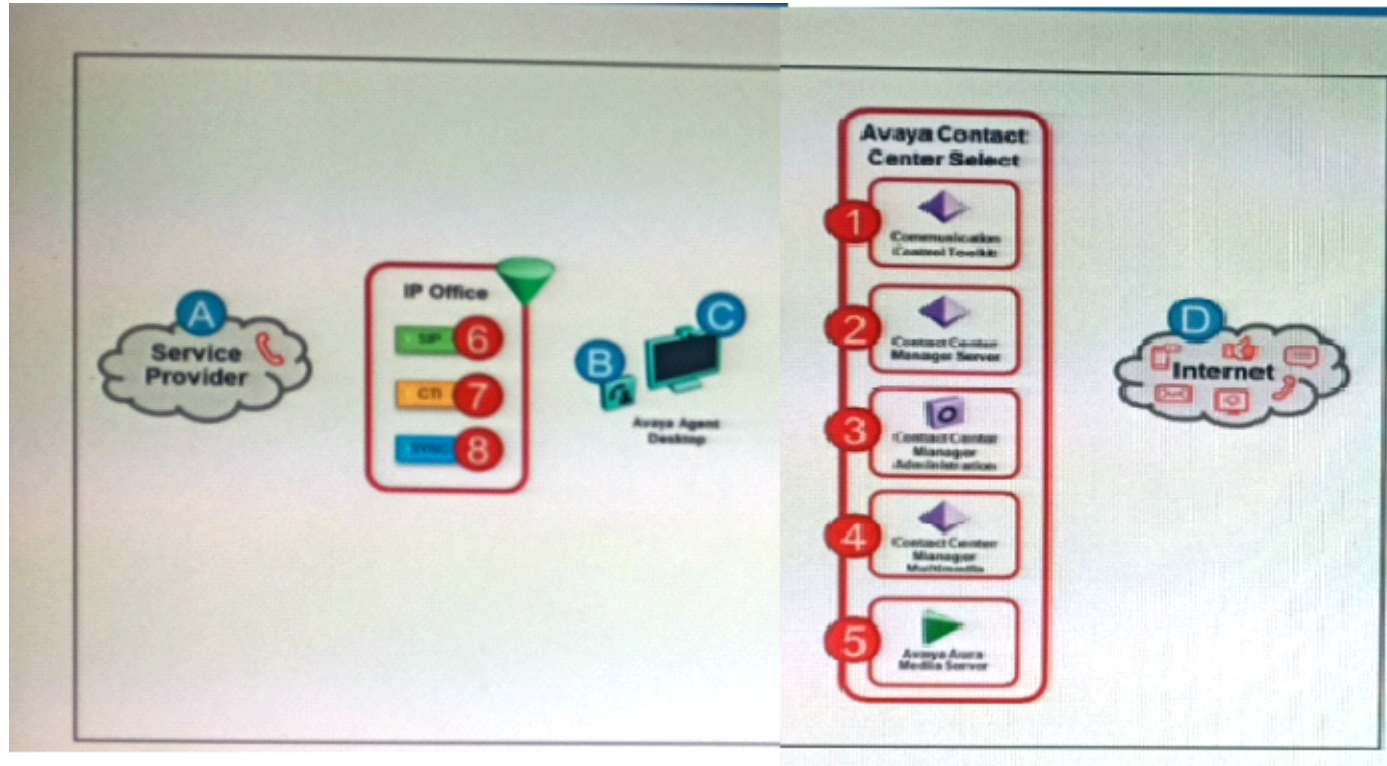 A
Service
Provider
IP Office
SIP
6
CTI
7
SYNC
8
B
C
Avaya Agent
Desktop
Avaya Contact
Center Select
1
Communication
Control Toolkit
2
Contact Center
Manager Server
3
Contact Center
Manager
Administration
4
Contact Center
Manager
Multimedia
5
Avaya Aura
Media Server
D
Internet